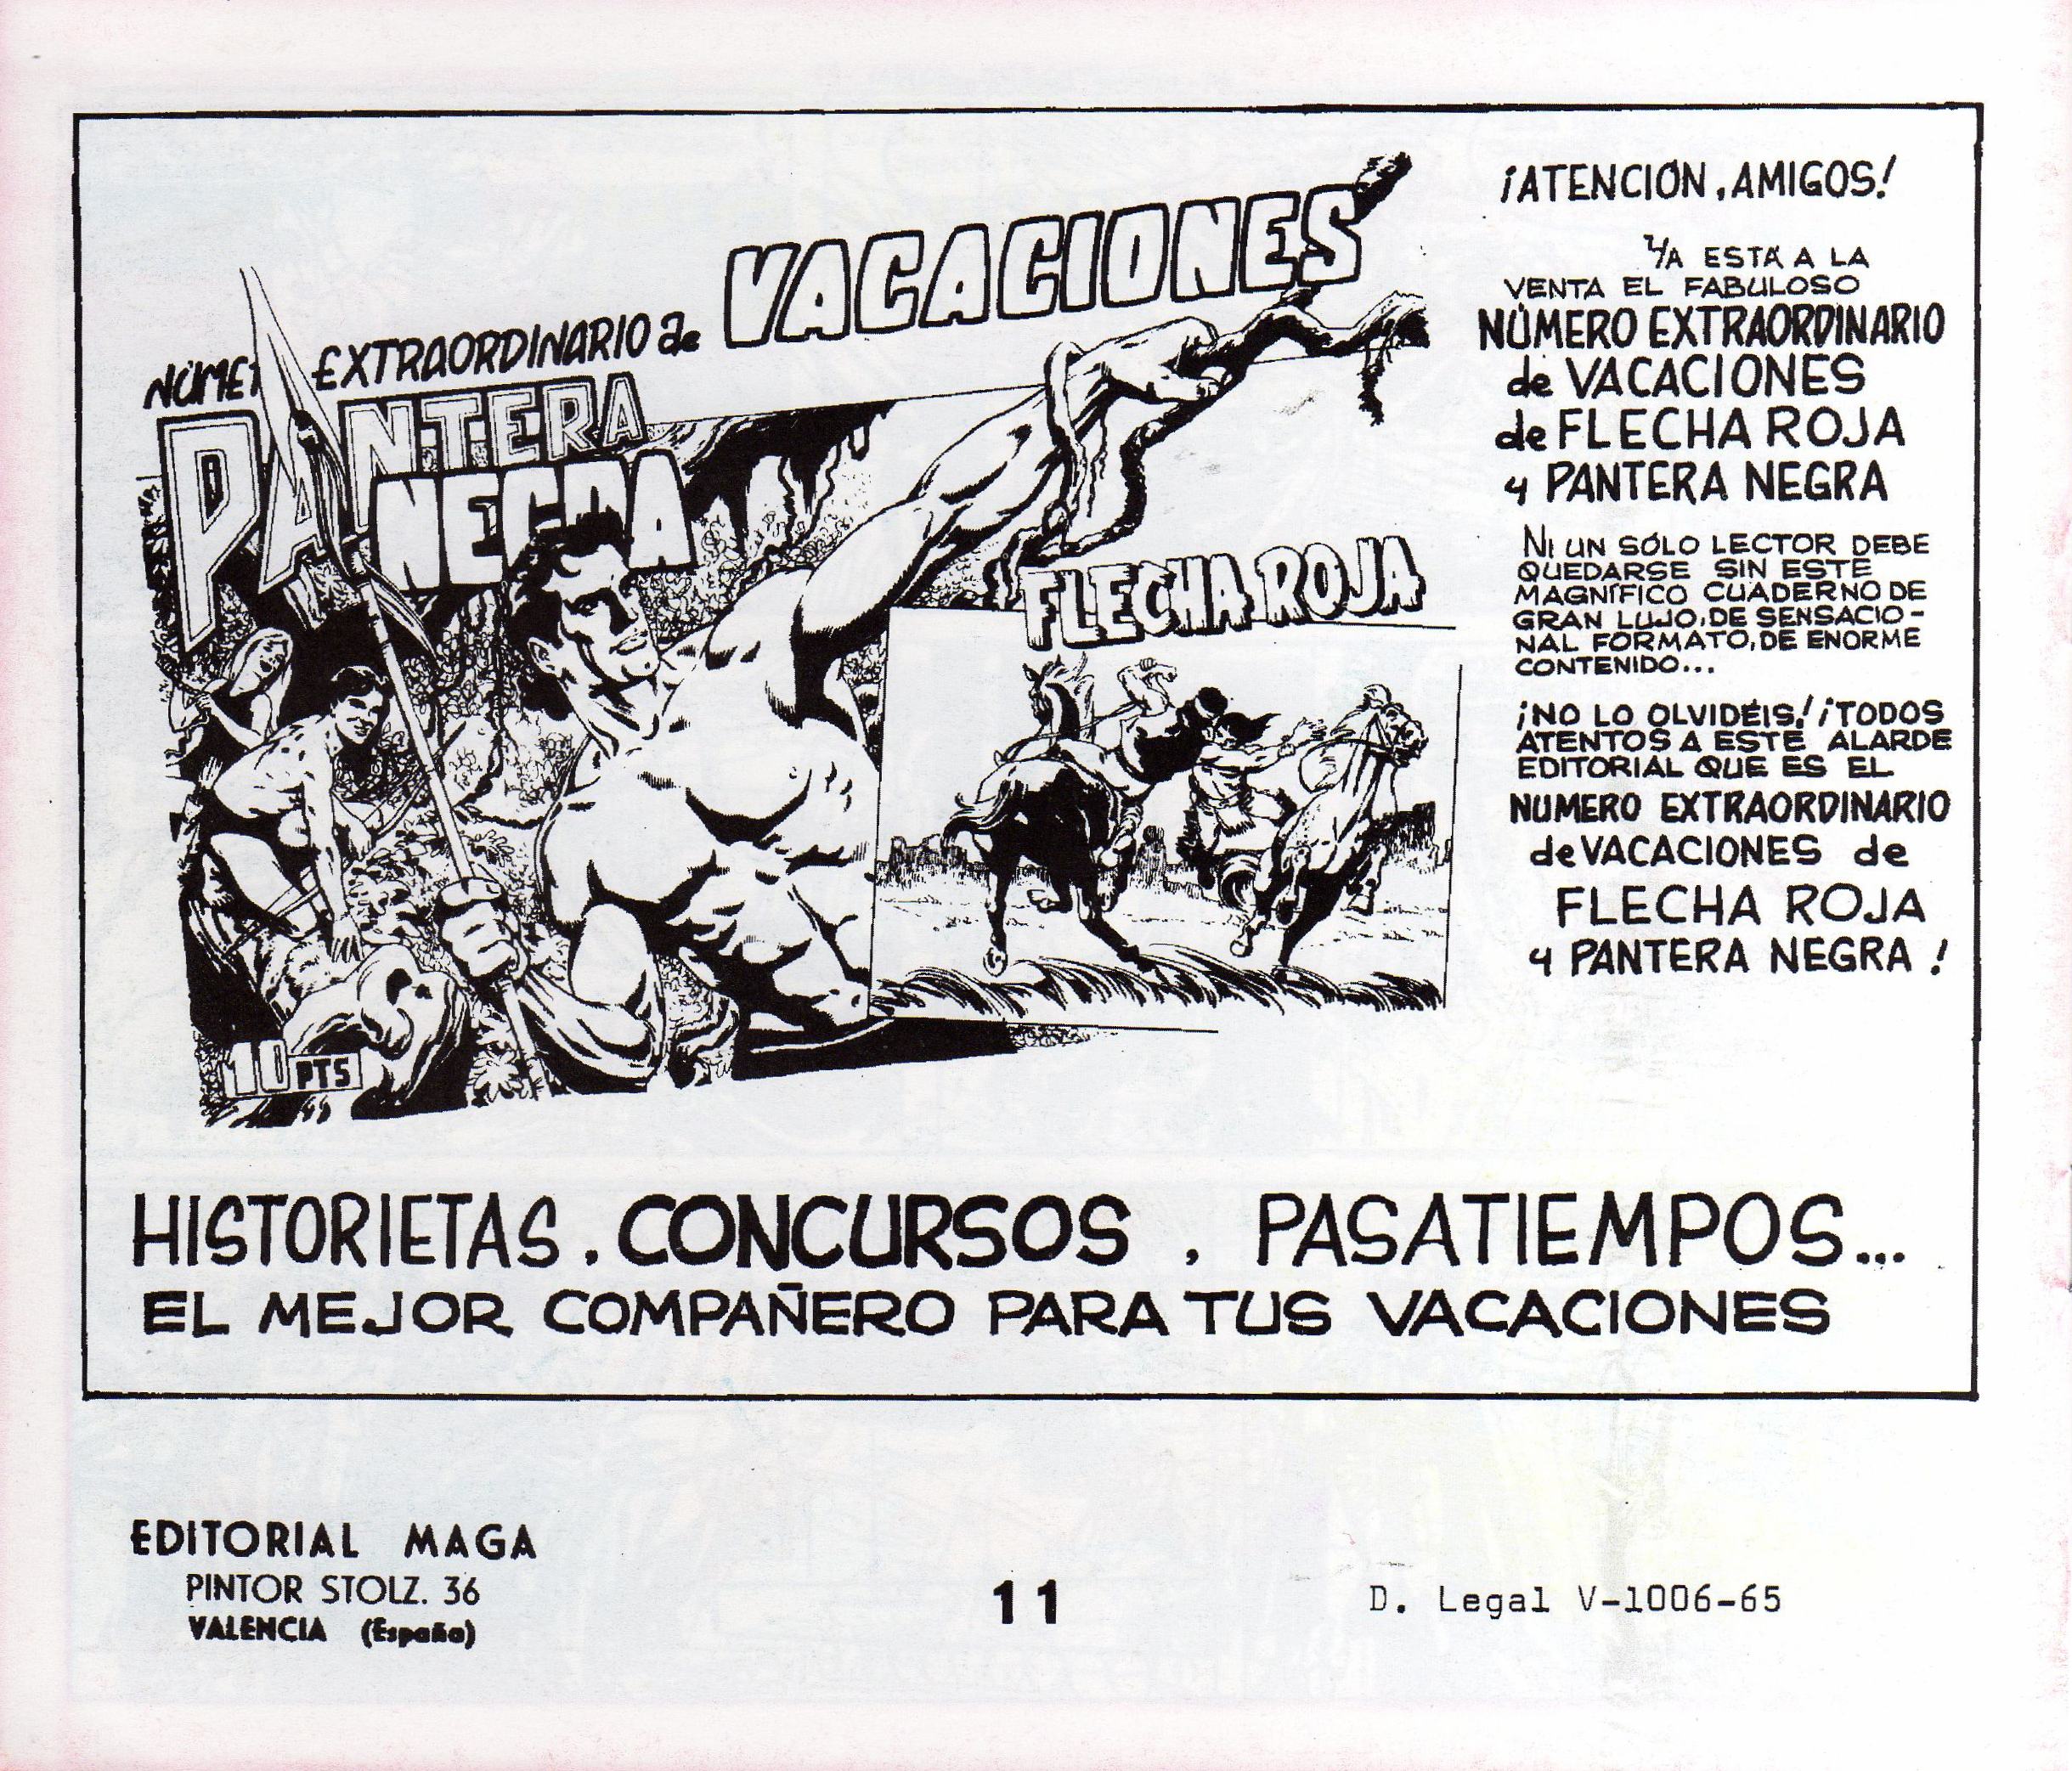 NÚMERO EXTRAORDINARIO de VACACIONES
PANTERA
NEGRA
FLECHA ROJA
10 PTS
¡ATENCIÓN, AMIGOS!
YA ESTÁ A LA
VENTA EL FABULOSO
NÚMERO EXTRAORDINARIO
de VACACIONES
de FLECHA ROJA
y PANTERA NEGRA
NI UN SÓLO LECTOR DEBE
QUEDARSE SIN ESTE
MAGNÍFICO CUADERNO DE
GRAN LUJO, DE SENSACIO-
NAL FORMATO, DE ENORME
CONTENIDO...
¡NO LO OLVIDÉIS! ¡TODOS
ATENTOS A ESTE ALARDE
EDITORIAL QUE ES EL
NUMERO EXTRAORDINARIO
de VACACIONES de
FLECHA ROJA
y PANTERA NEGRA!
HISTORIETAS, CONCURSOS, PASATIEMPOS...
EL MEJOR COMPAÑERO PARA TUS VACACIONES
EDITORIAL MAGA
PINTOR STOLZ. 36
VALENCIA (España)
11
D. Legal V-1006-65